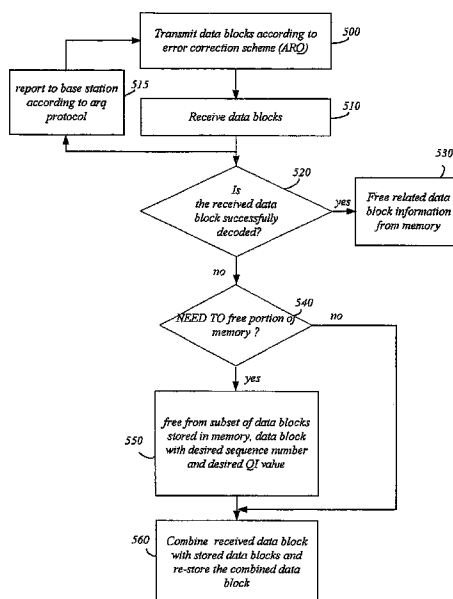 Transmit data blocks according to
error correction scheme (ARQ)
500
515
report to base station
according to arq
protocol
510
Receive data blocks
520
Is
the received data
block successfully
decoded?
yes
530
Free related data
block information
from memory
no
540
NEED TO free portion of
memory ?
no
yes
550
free from subset of data blocks
stored in memory, data block
with desired sequence number
and desired QI value
560
Combine received data block
with stored data blocks and
re-store the combined data
block